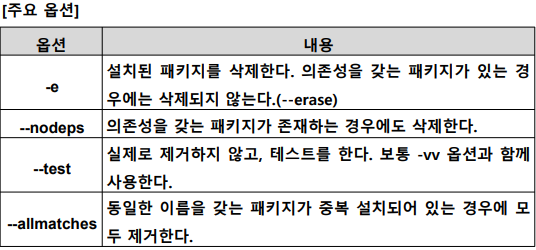 [주요 옵션]
옵션 내용
-e 설치된 패키지를 삭제한다. 의존성을 갖는 패키지가 있는 경
우에는 삭제되지 않는다.(--erase)
--nodeps 의존성을 갖는 패키지가 존재하는 경우에도 삭제한다.
--test 실제로 제거하지 않고, 테스트를 한다. 보통 -vv 옵션과 함께
사용한다.
--allmatches 동일한 이름을 갖는 패키지가 중복 설치되어 있는 경우에 모
두 제거한다.